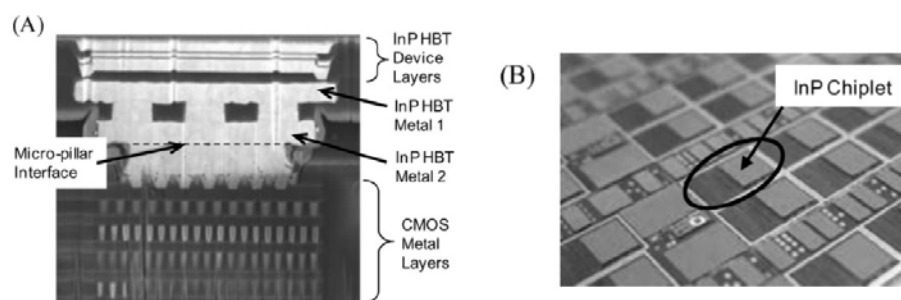 (A)
InP HBT
Device
Layers
InP HBT
Metal 1
Micro-pillar
Interface
InP HBT
Metal 2
CMOS
Metal
Layers
(B)
InP Chiplet